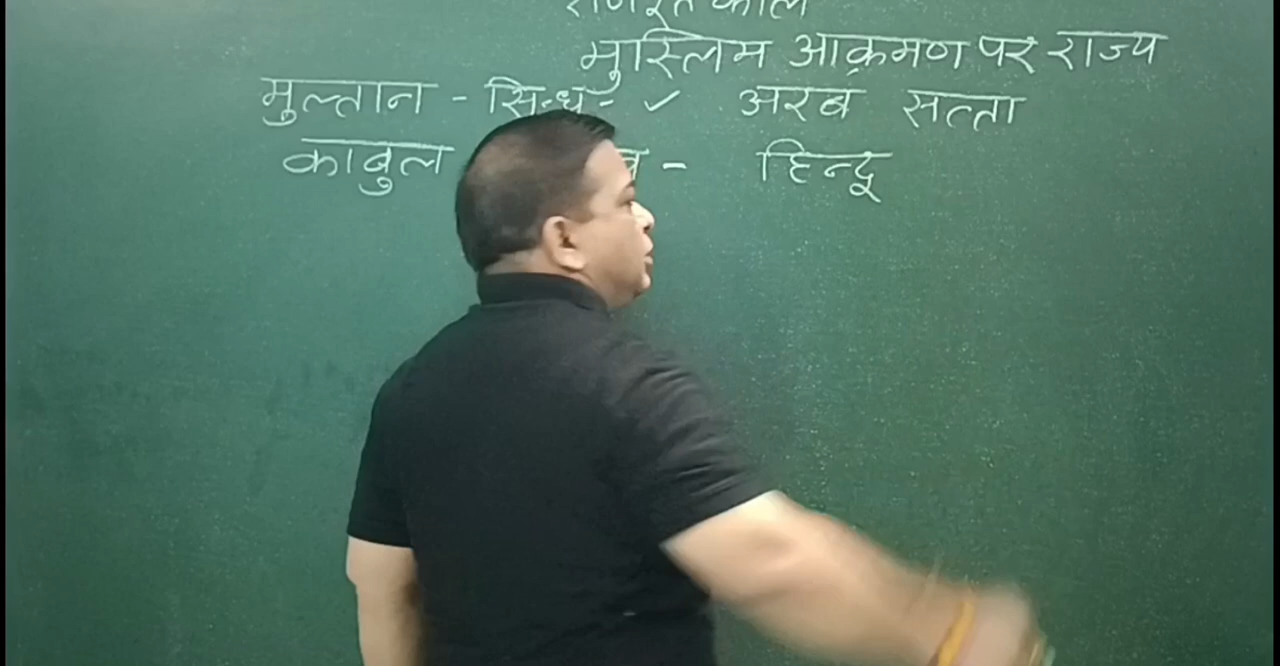 मुस्लिम आक्रमण पर राज्य
मुल्तान - सिन्ध - ✓ अरब सत्ता
काबुल - हिन्दू